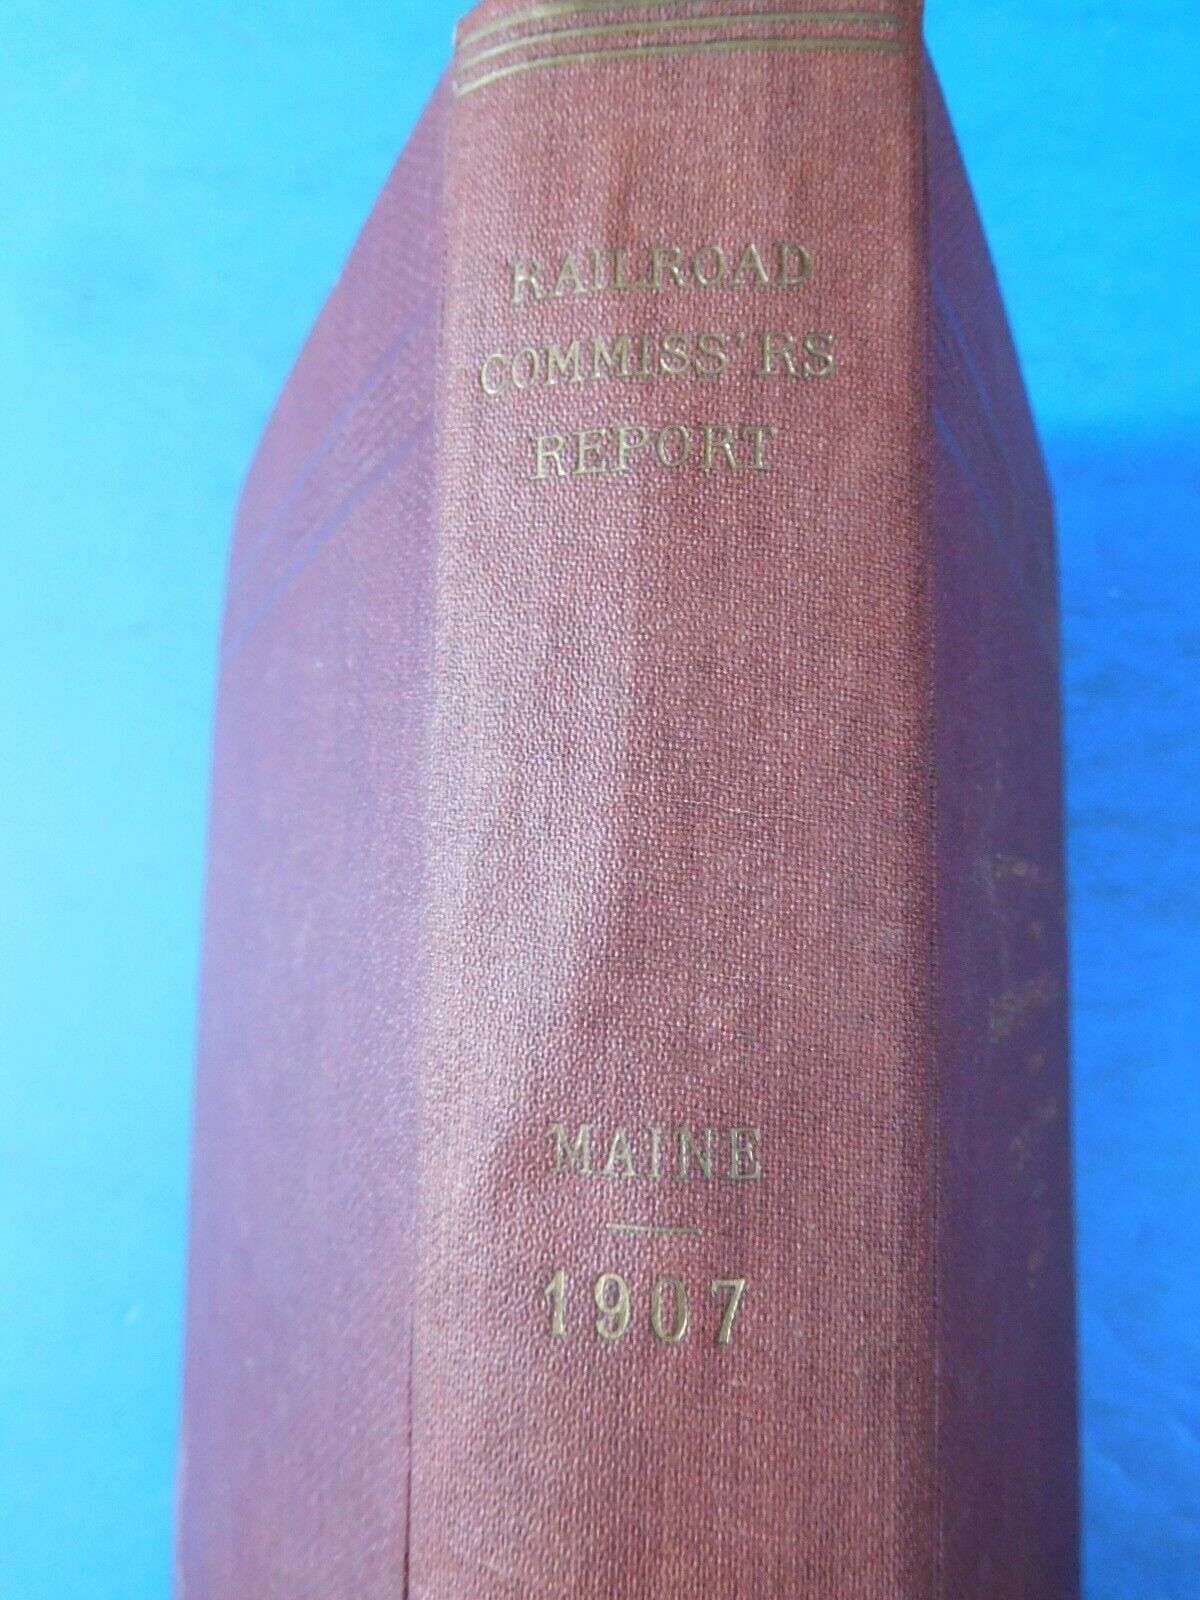 RAILROAD
COMMISS'RS
REPORT
MAINE
1907